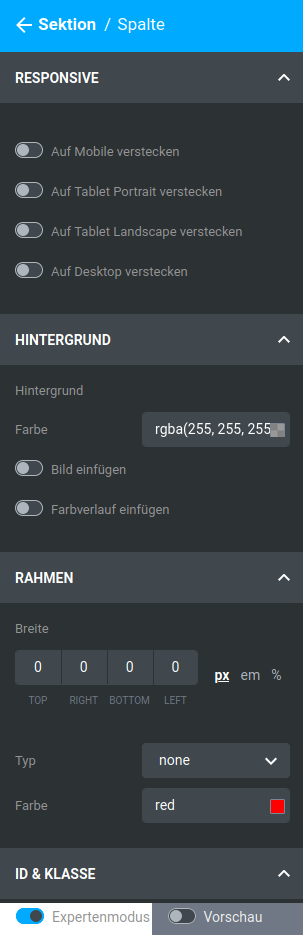 Sektion / Spalte
RESPONSIVE
Auf Mobile verstecken
Auf Tablet Portrait verstecken
Auf Tablet Landscape verstecken
Auf Desktop verstecken
HINTERGRUND
Hintergrund
Farbe rgba(255, 255, 255
Bild einfügen
Farbverlauf einfügen
RAHMEN
Breite
0 0 0 0 px em %
TOP RIGHT BOTTOM LEFT
Typ none
Farbe red
ID & KLASSE
Expertenmodus Vorschau